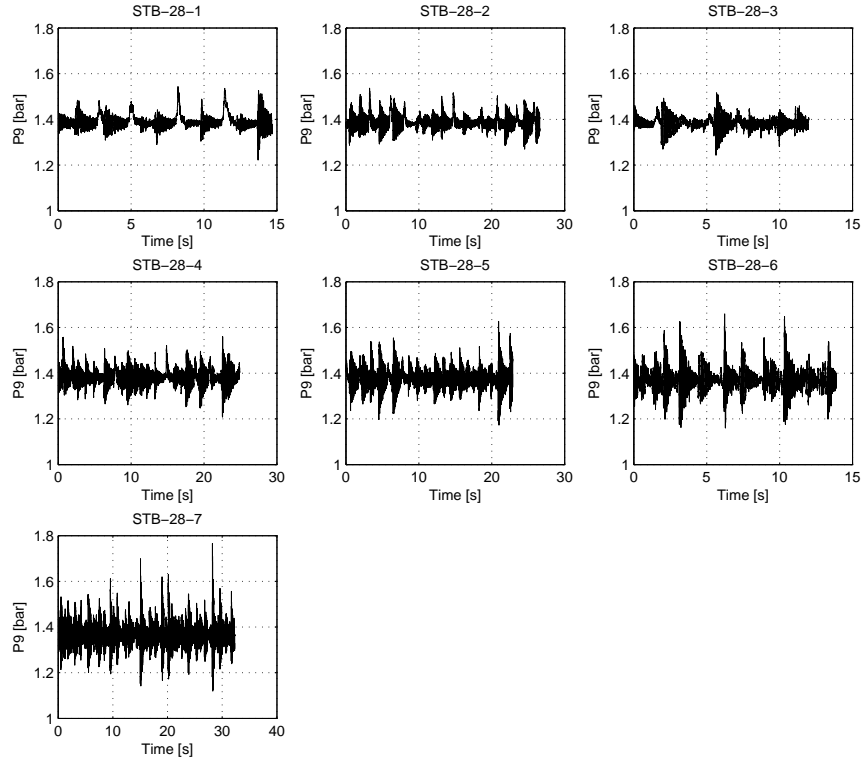 STB−28−1
STB−28−2
STB−28−3
1.8
1.6
1.4
1.2
1
P9 [bar]
0 5 10 15
Time [s]
1.8
1.6
1.4
1.2
1
P9 [bar]
0 10 20 30
Time [s]
1.8
1.6
1.4
1.2
1
P9 [bar]
0 5 10 15
Time [s]
STB−28−4
STB−28−5
STB−28−6
1.8
1.6
1.4
1.2
1
P9 [bar]
0 10 20 30
Time [s]
1.8
1.6
1.4
1.2
1
P9 [bar]
0 10 20 30
Time [s]
1.8
1.6
1.4
1.2
1
P9 [bar]
0 5 10 15
Time [s]
STB−28−7
1.8
1.6
1.4
1.2
1
P9 [bar]
0 10 20 30 40
Time [s]